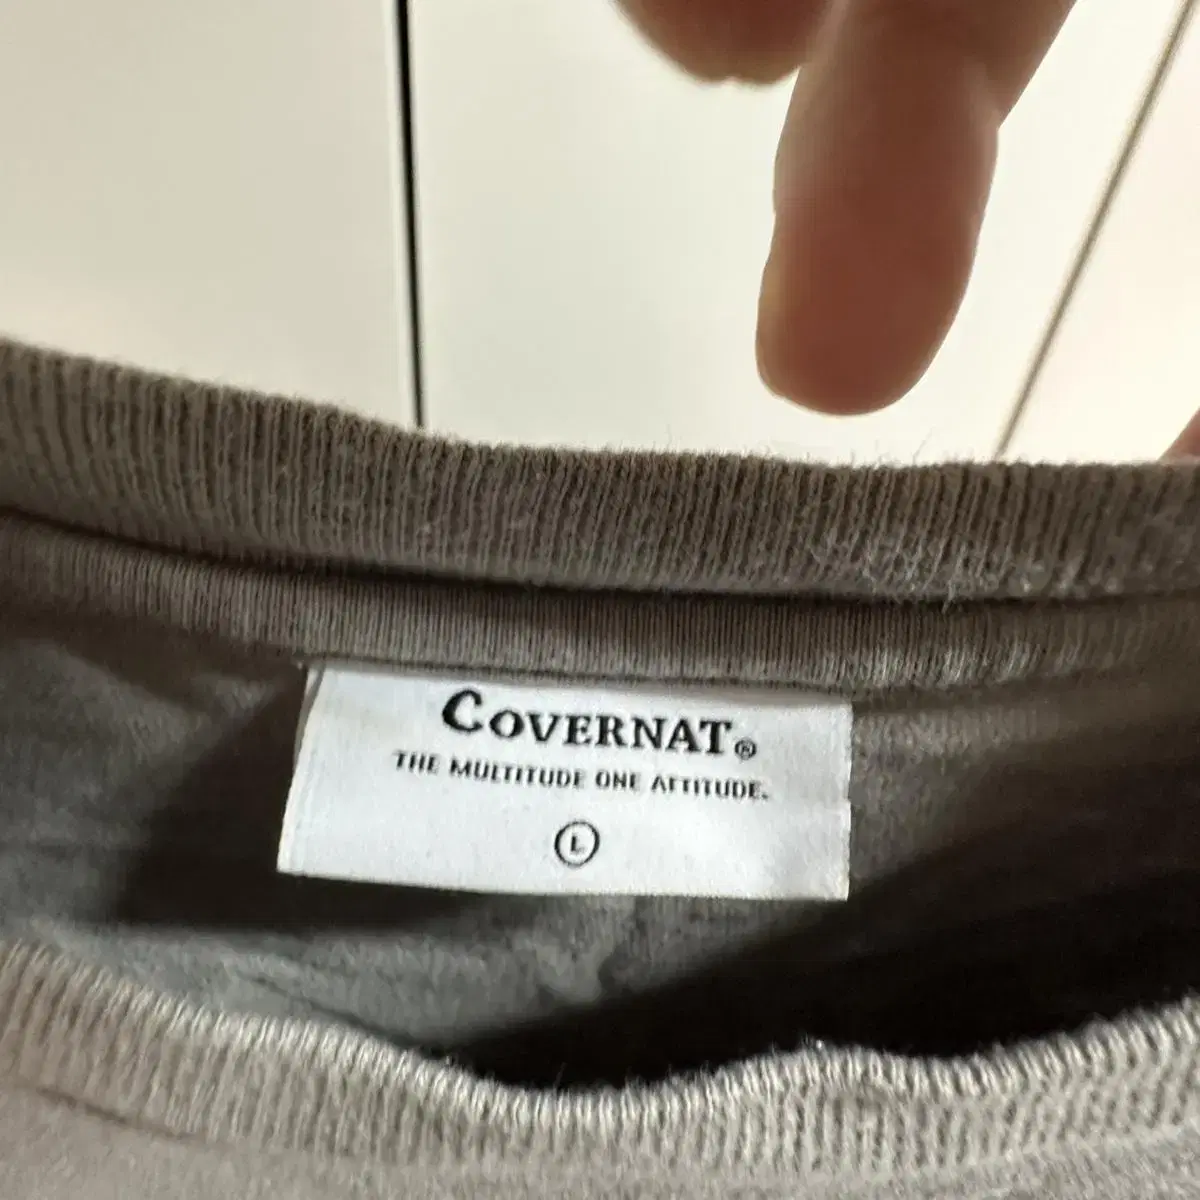 COVERNAT®
THE MULTITUDE ONE ATTITUDE.
L